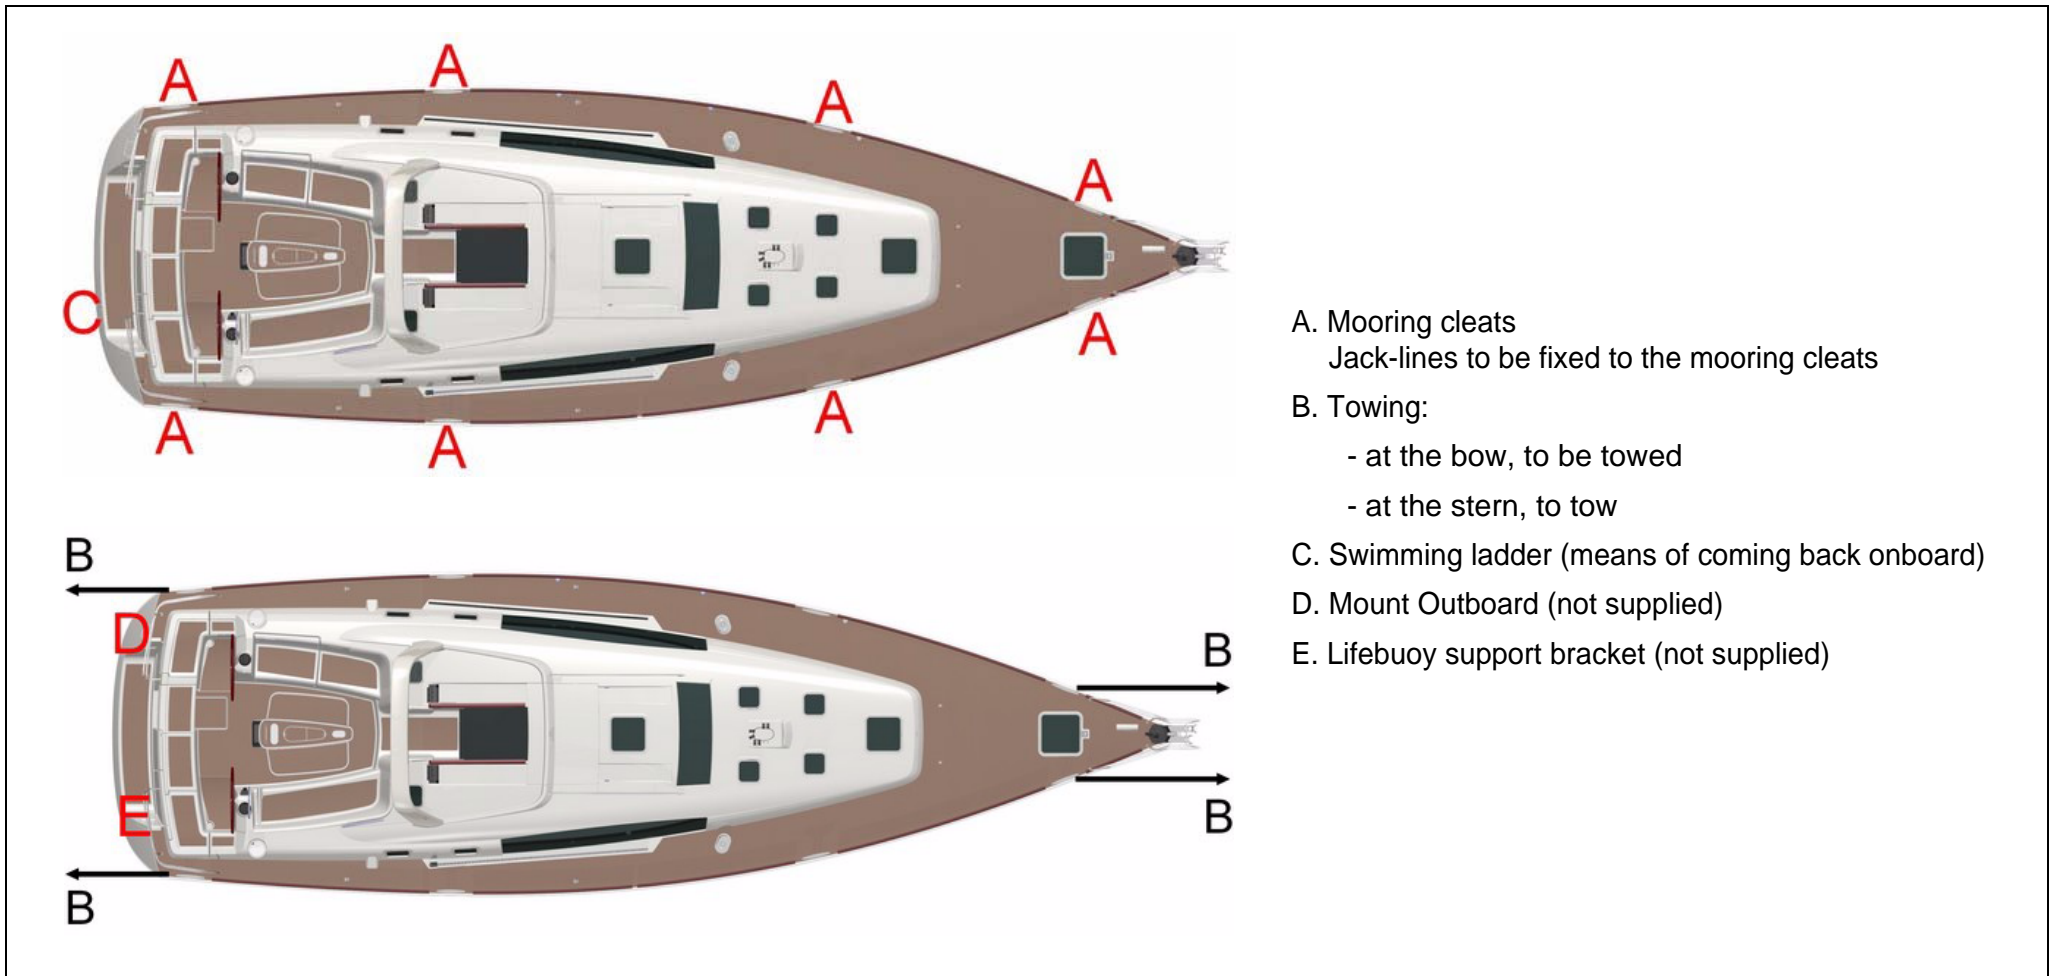 A
A
A
A
C
A
A
A
A
B
D
B
E
B
B
A. Mooring cleats
Jack-lines to be fixed to the mooring cleats
B. Towing:
- at the bow, to be towed
- at the stern, to tow
C. Swimming ladder (means of coming back onboard)
D. Mount Outboard (not supplied)
E. Lifebuoy support bracket (not supplied)